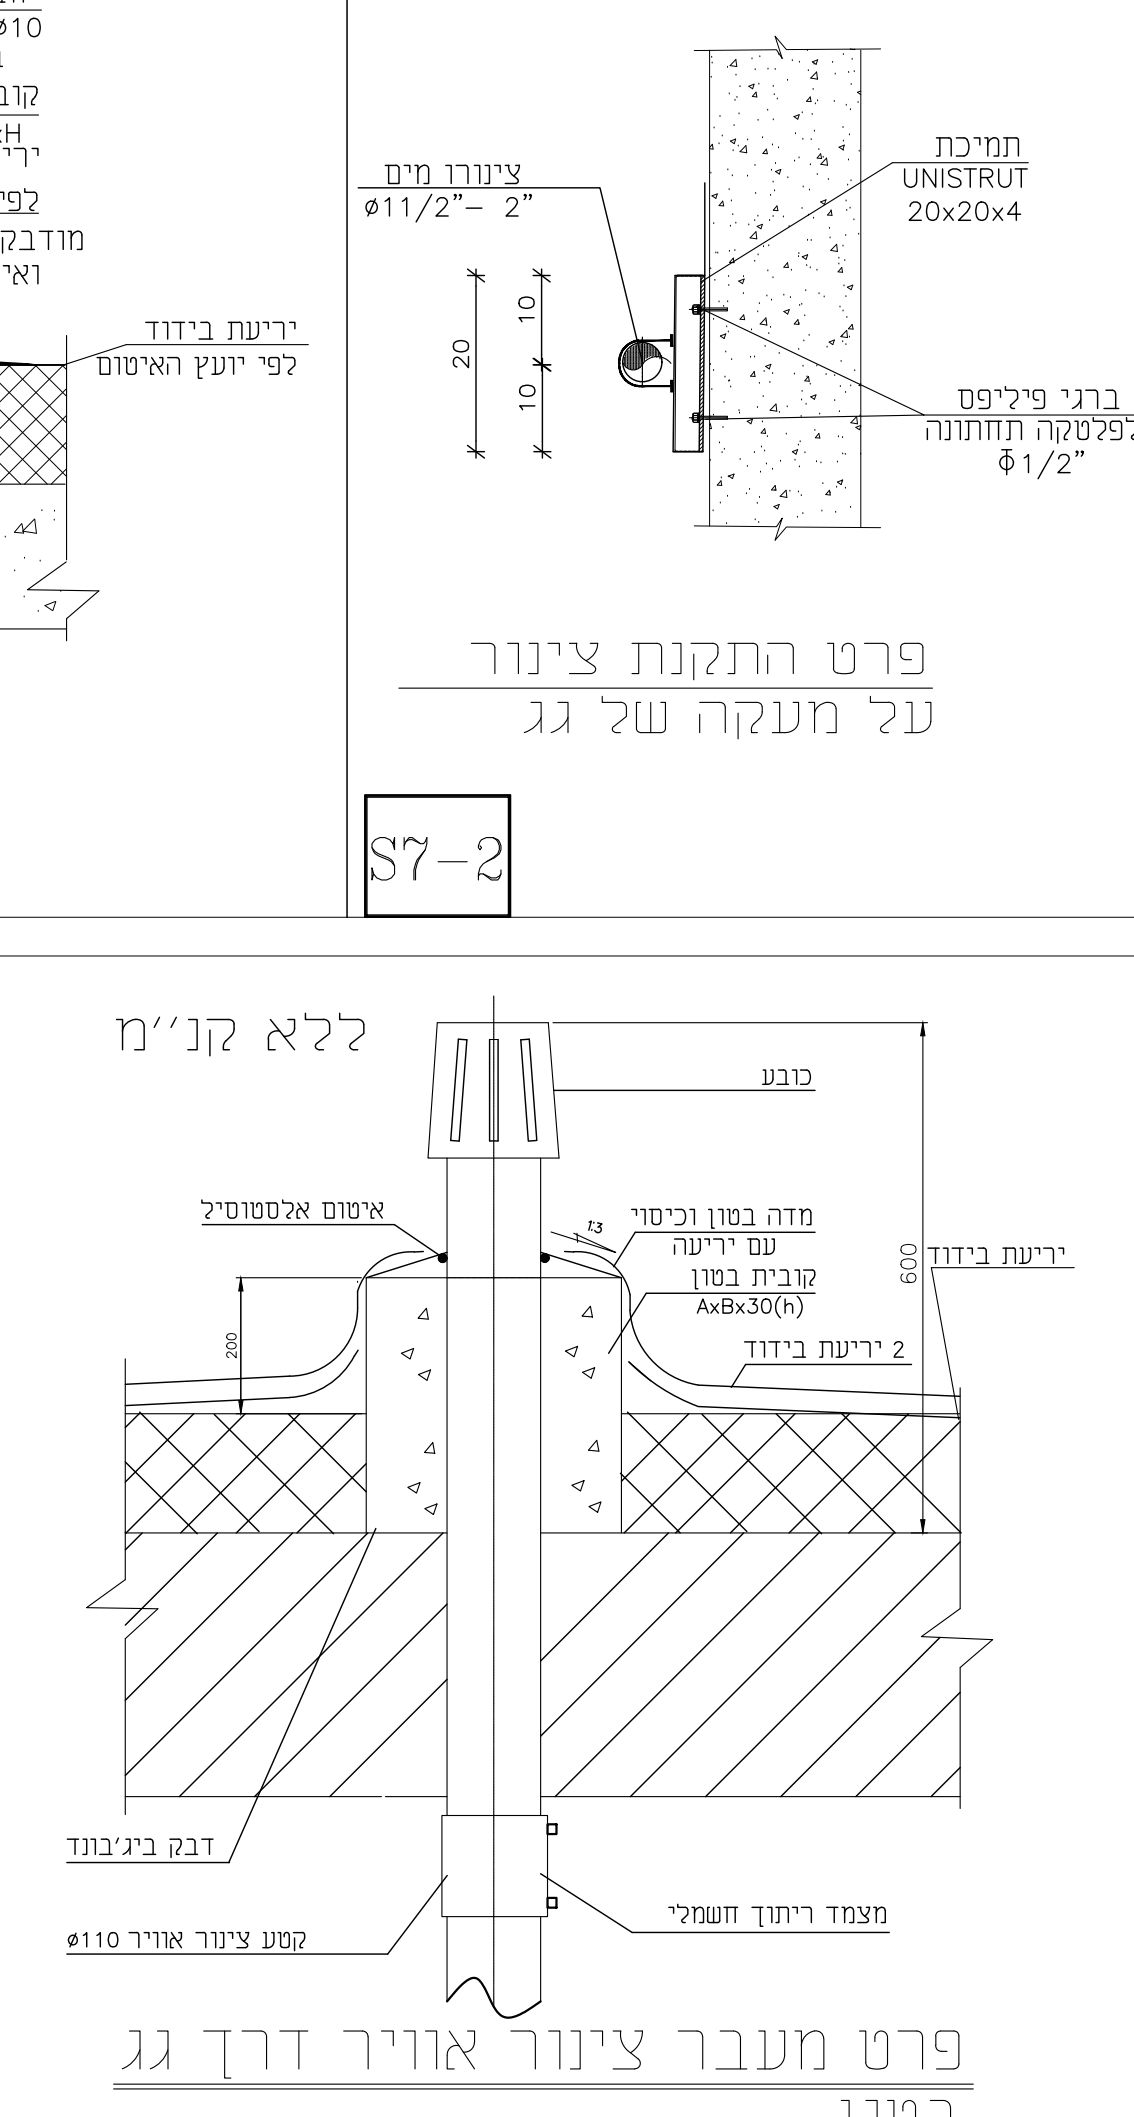 ø10
יריעת בידוד
לפי יועץ האיטום
צינורו מים
ø11/2”– 2”
תמיכת
UNISTRUT
20x20x4
20
10
10
ברגי פיליפס
לפלטקה תחתונה
Φ1/2”
פרט התקנת צינור
על מעקה של גג
S7-2
ללא קנ׳׳מ
כובע
איטום אלסטוסיל
1:3
מדה בטון וכיסוי
עם יריעה
קובית בטון
AxBx30(h)
600
יריעת בידוד
200
2 יריעת בידוד
דבק ביג׳בונד
מצמד ריתוך חשמלי
קטע צינור אוויר ø110
פרט מעבר צינור אוויר דרך גג